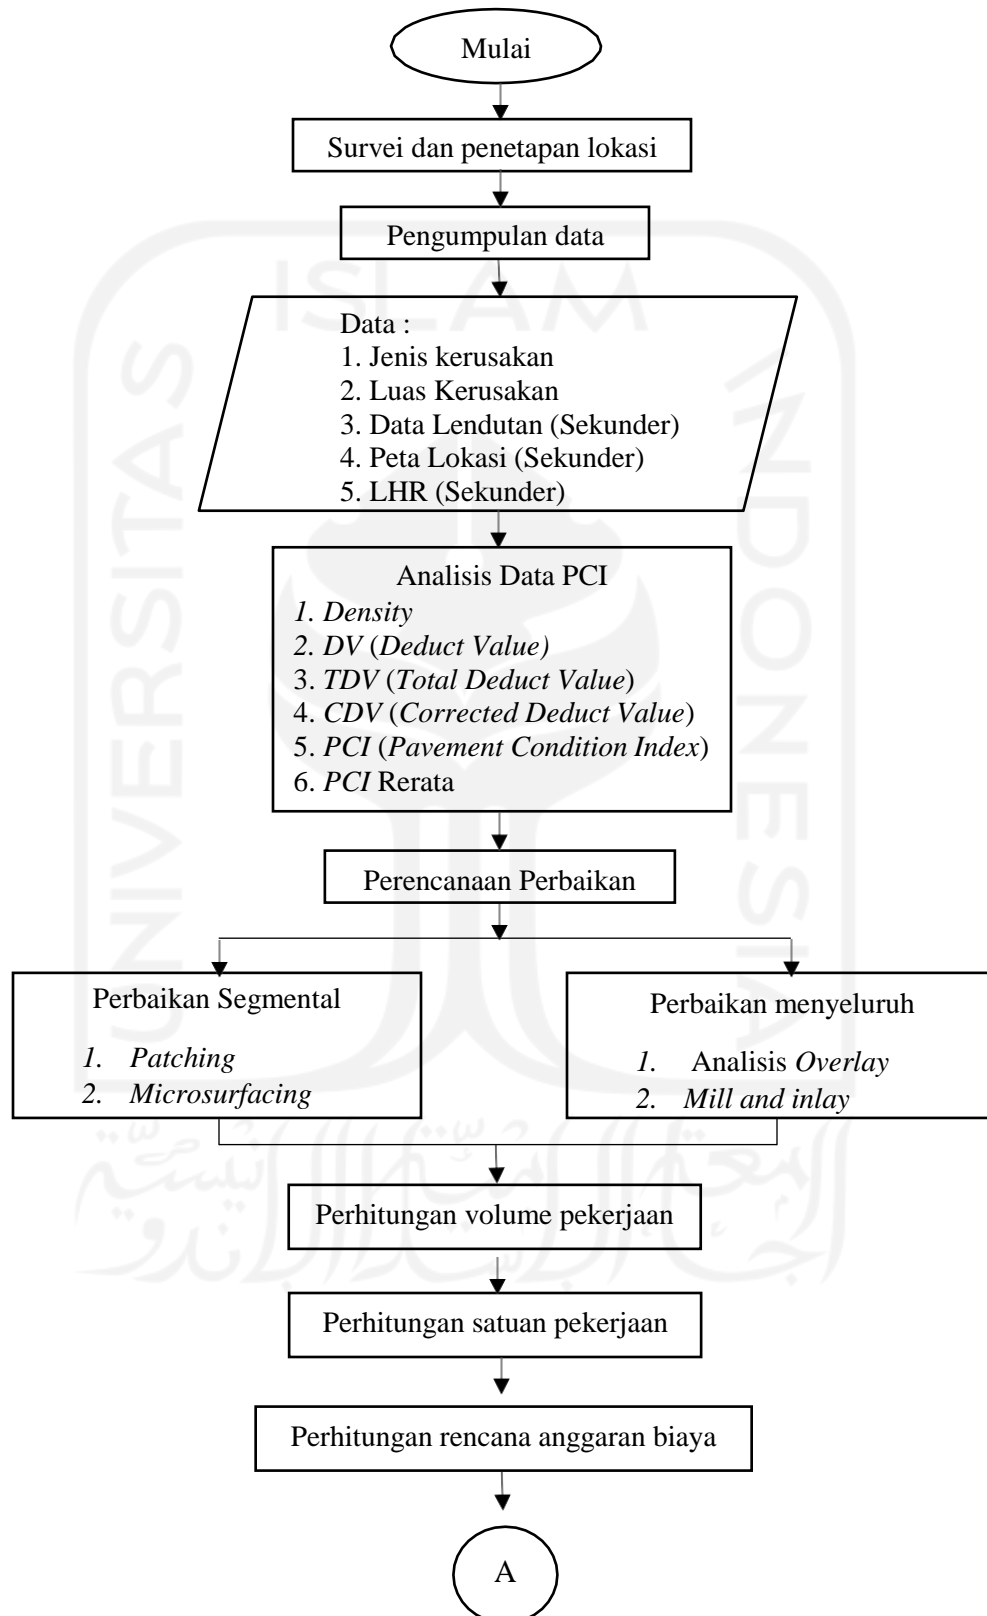 Mulai
Survei dan penetapan lokasi
Pengumpulan data
Data :
1. Jenis kerusakan
2. Luas Kerusakan
3. Data Lendutan (Sekunder)
4. Peta Lokasi (Sekunder)
5. LHR (Sekunder)
Analisis Data PCI
1. Density
2. DV (Deduct Value)
3. TDV (Total Deduct Value)
4. CDV (Corrected Deduct Value)
5. PCI (Pavement Condition Index)
6. PCI Rerata
Perencanaan Perbaikan
Perbaikan Segmental
1. Patching
2. Microsurfacing
Perbaikan menyeluruh
1. Analisis Overlay
2. Mill and inlay
Perhitungan volume pekerjaan
Perhitungan satuan pekerjaan
Perhitungan rencana anggaran biaya
A
UNIVERSITAS
ISLAM
INDONESIA